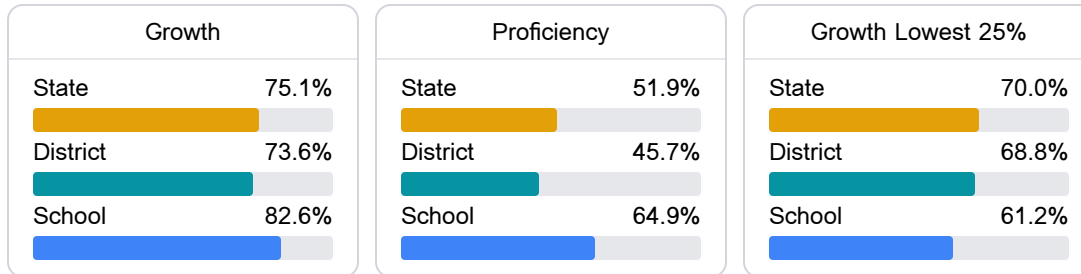 Growth
State 75.1%
District 73.6%
School 82.6%
Proficiency
State 51.9%
District 45.7%
School 64.9%
Growth Lowest 25%
State 70.0%
District 68.8%
School 61.2%